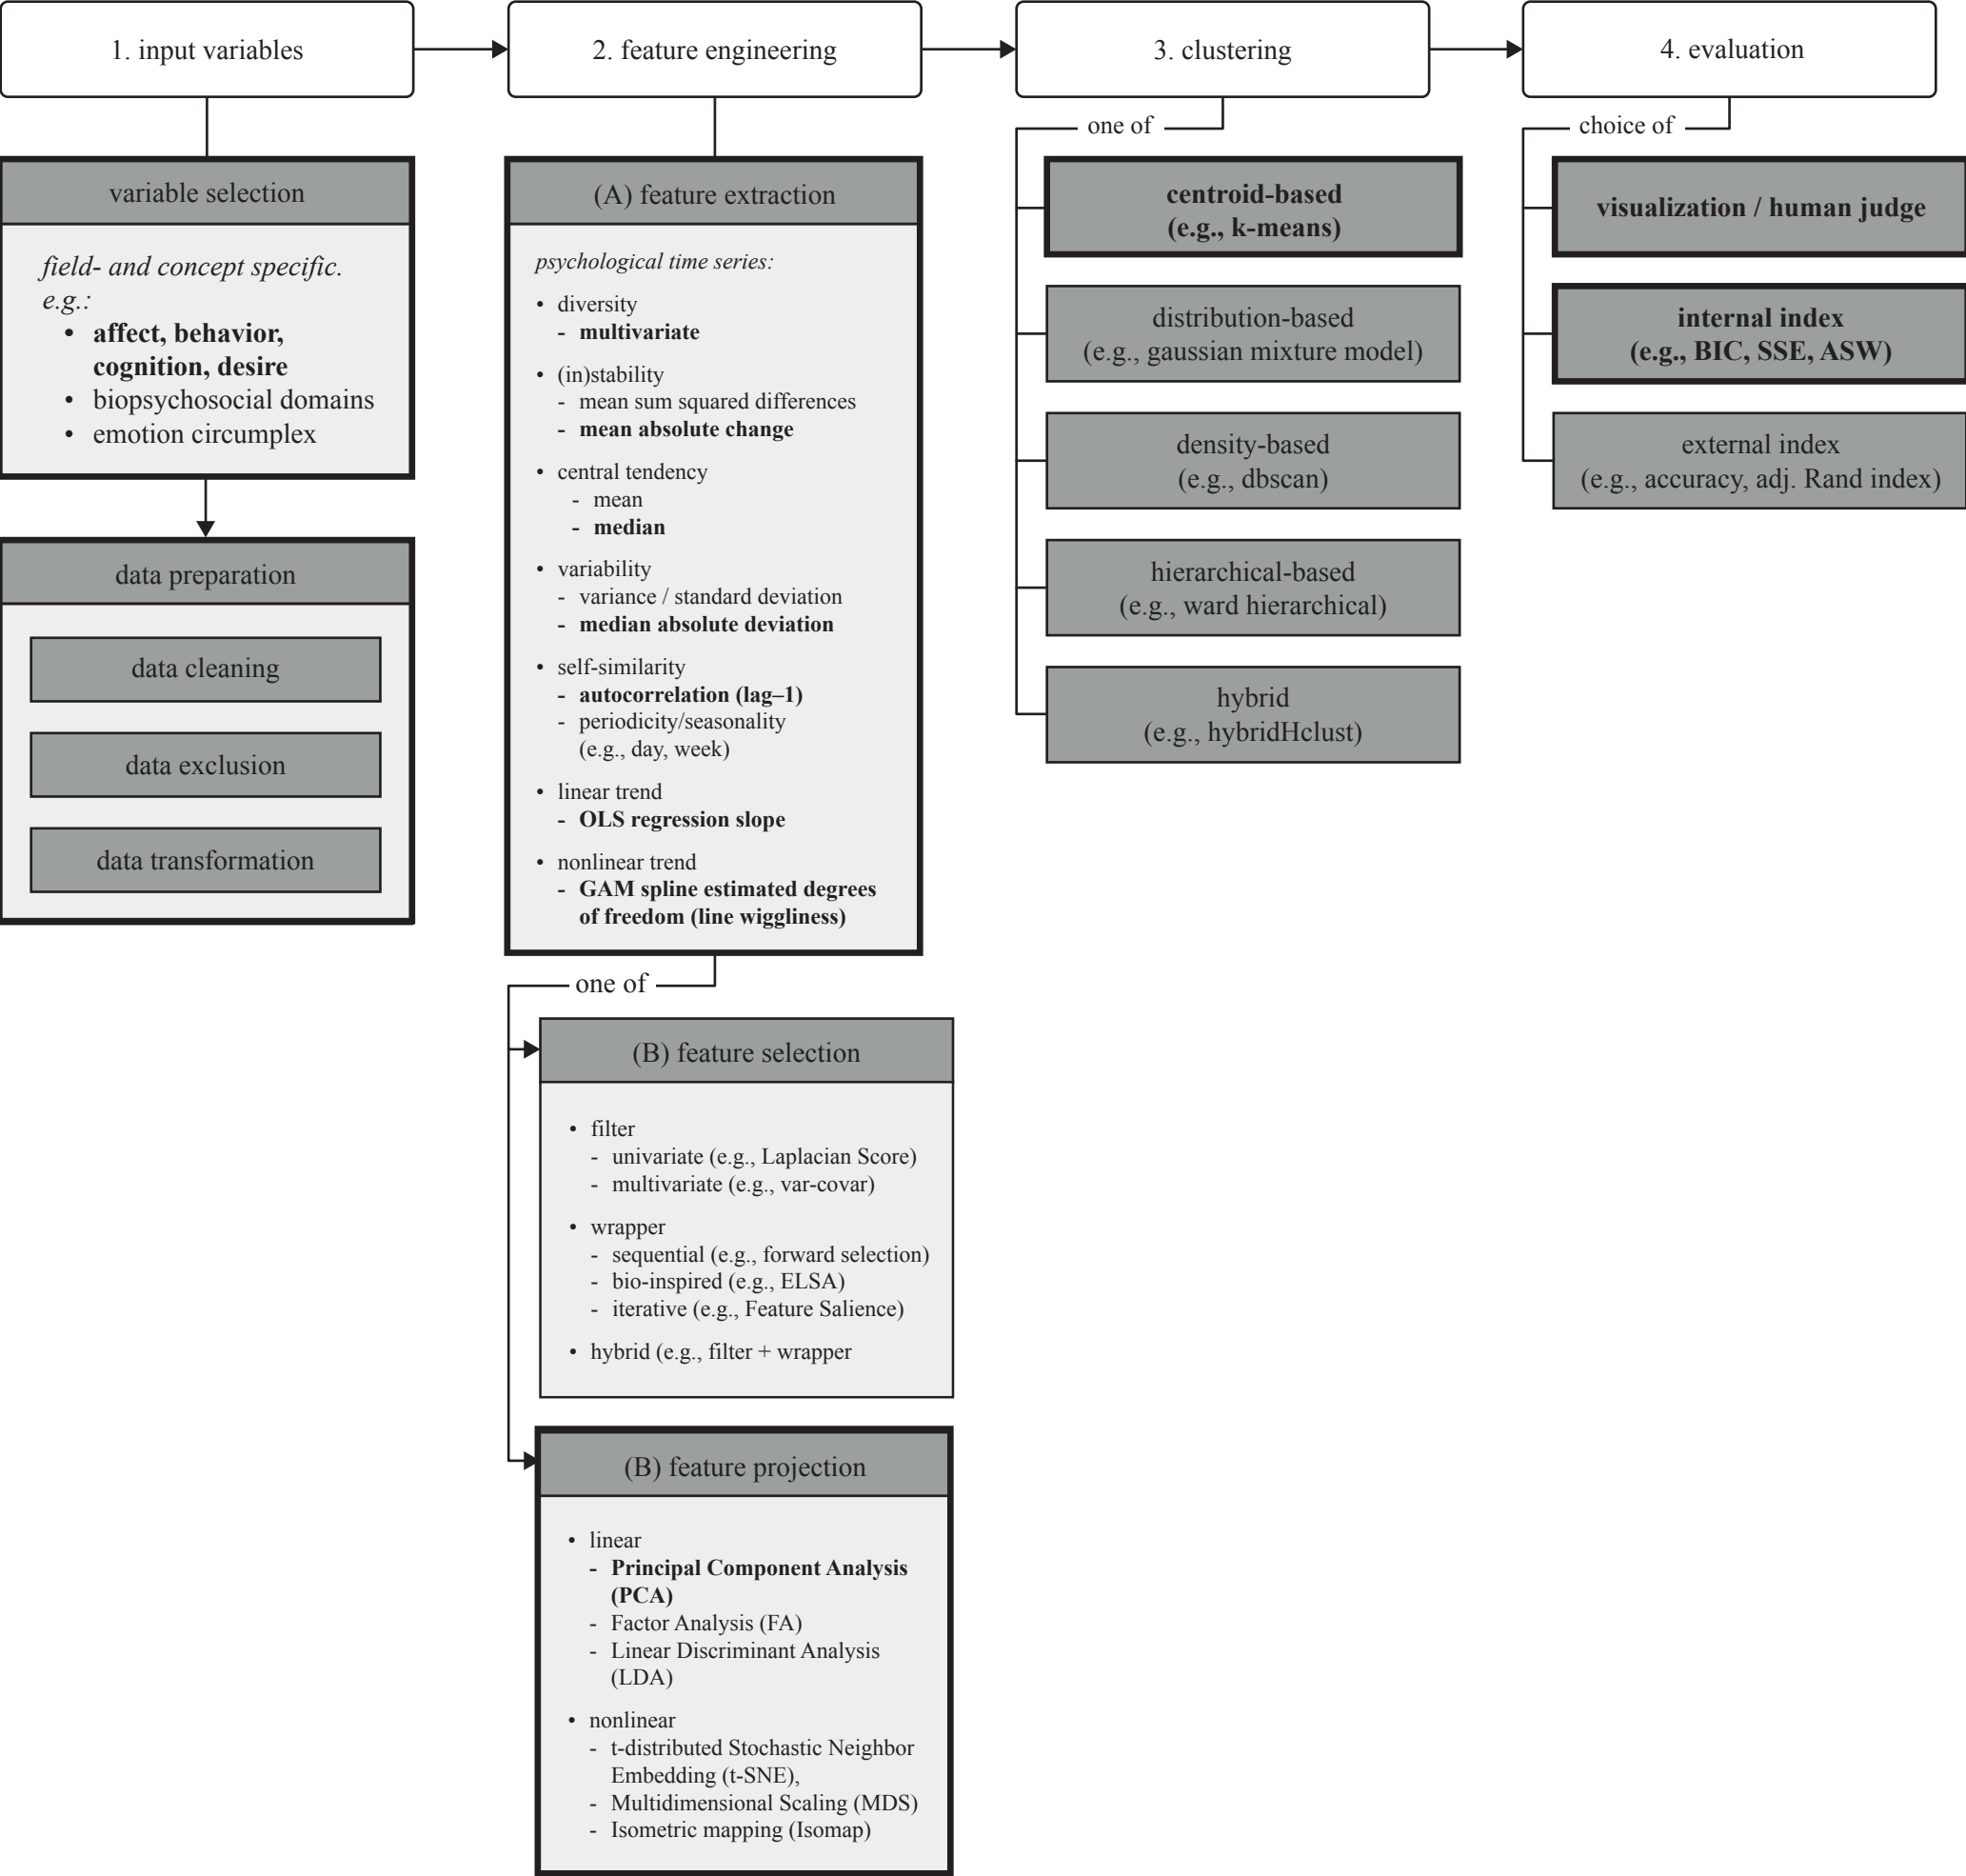 1. input variables
2. feature engineering
3. clustering
4. evaluation
variable selection
field- and concept specific.
e.g.:
• affect, behavior,
cognition, desire
• biopsychosocial domains
• emotion circumplex
data preparation
data cleaning
data exclusion
data transformation
(A) feature extraction
psychological time series:
• diversity
- multivariate
• (in)stability
- mean sum squared differences
- mean absolute change
• central tendency
- mean
- median
• variability
- variance / standard deviation
- median absolute deviation
• self-similarity
- autocorrelation (lag–1)
- periodicity/seasonality
(e.g., day, week)
• linear trend
- OLS regression slope
• nonlinear trend
- GAM spline estimated degrees
of freedom (line wiggliness)
one of
(B) feature selection
• filter
- univariate (e.g., Laplacian Score)
- multivariate (e.g., var-covar)
• wrapper
- sequential (e.g., forward selection)
- bio-inspired (e.g., ELSA)
- iterative (e.g., Feature Salience)
• hybrid (e.g., filter + wrapper
(B) feature projection
• linear
- Principal Component Analysis
(PCA)
- Factor Analysis (FA)
- Linear Discriminant Analysis
(LDA)
• nonlinear
- t-distributed Stochastic Neighbor
Embedding (t-SNE),
- Multidimensional Scaling (MDS)
- Isometric mapping (Isomap)
one of
centroid-based
(e.g., k-means)
distribution-based
(e.g., gaussian mixture model)
density-based
(e.g., dbscan)
hierarchical-based
(e.g., ward hierarchical)
hybrid
(e.g., hybridHclust)
choice of
visualization / human judge
internal index
(e.g., BIC, SSE, ASW)
external index
(e.g., accuracy, adj. Rand index)